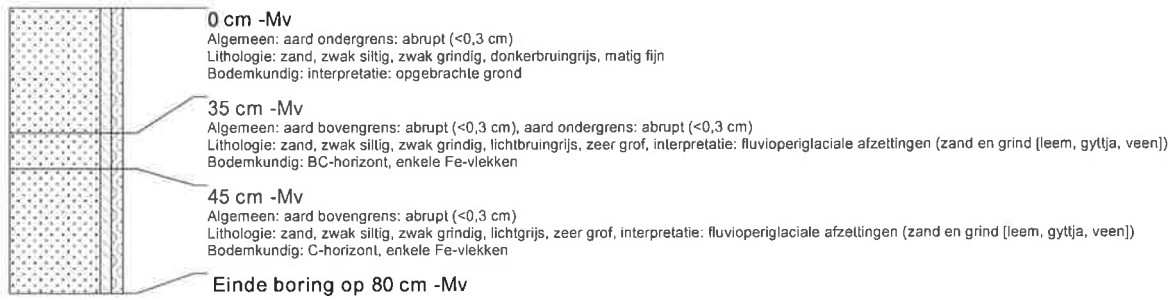 0 cm -Mv
Algemeen: aard ondergrens: abrupt (<0,3 cm)
Lithologie: zand, zwak siltig, zwak grindig, donkerbruingrijs, matig fijn
Bodemkundig: interpretatie: opgebrachte grond
35 cm -Mv
Algemeen: aard bovengrens: abrupt (<0,3 cm), aard ondergrens: abrupt (<0,3 cm)
Lithologie: zand, zwak siltig, zwak grindig, lichtbruingrijs, zeer grof, interpretatie: fluvioperiglaciale afzettingen (zand en grind [leem, gyttja, veen])
Bodemkundig: BC-horizont, enkele Fe-vlekken
45 cm -Mv
Algemeen: aard bovengrens: abrupt (<0,3 cm)
Lithologie: zand, zwak siltig, zwak grindig, lichtgrijs, zeer grof, interpretatie: fluvioperiglaciale afzettingen (zand en grind [leem, gyttja, veen])
Bodemkundig: C-horizont, enkele Fe-vlekken
Einde boring op 80 cm -Mv